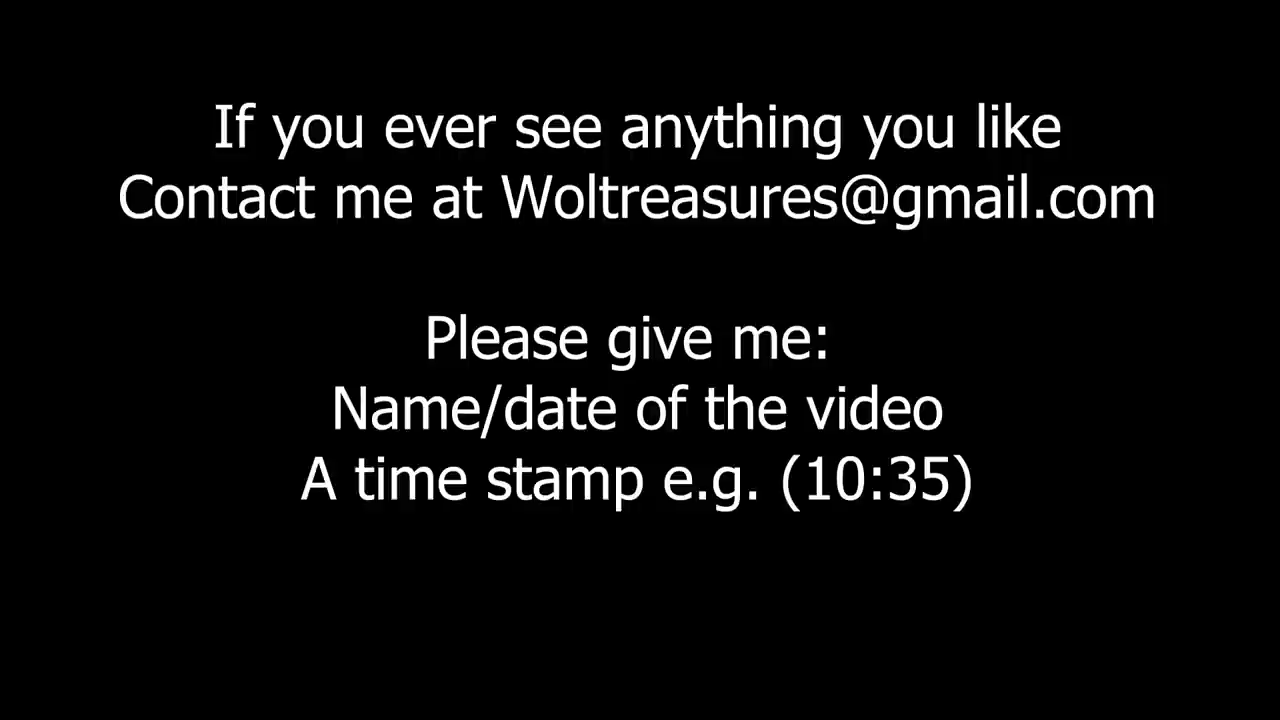 If you ever see anything you like
Contact me at Woltreasures@gmail.com
Please give me:
Name/date of the video
A time stamp e.g. (10:35)